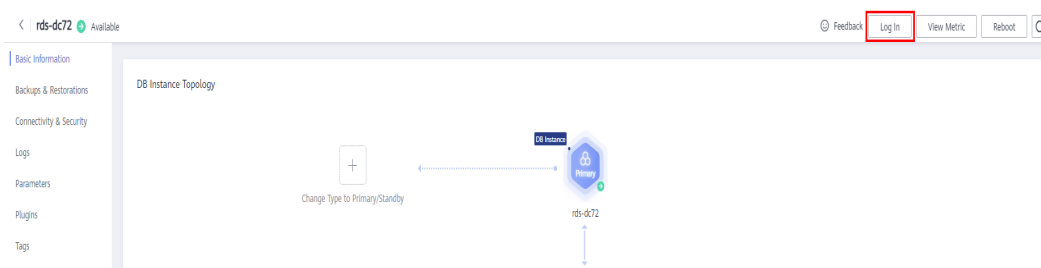 rds-dc72 Available
Feedback Log In View Metric Reboot
Basic Information
Backups & Restorations
Connectivity & Security
Logs
Parameters
Plugins
Tags
DB Instance Topology
DB Instance
Primary
Change Type to Primary/Standby
rds-dc72